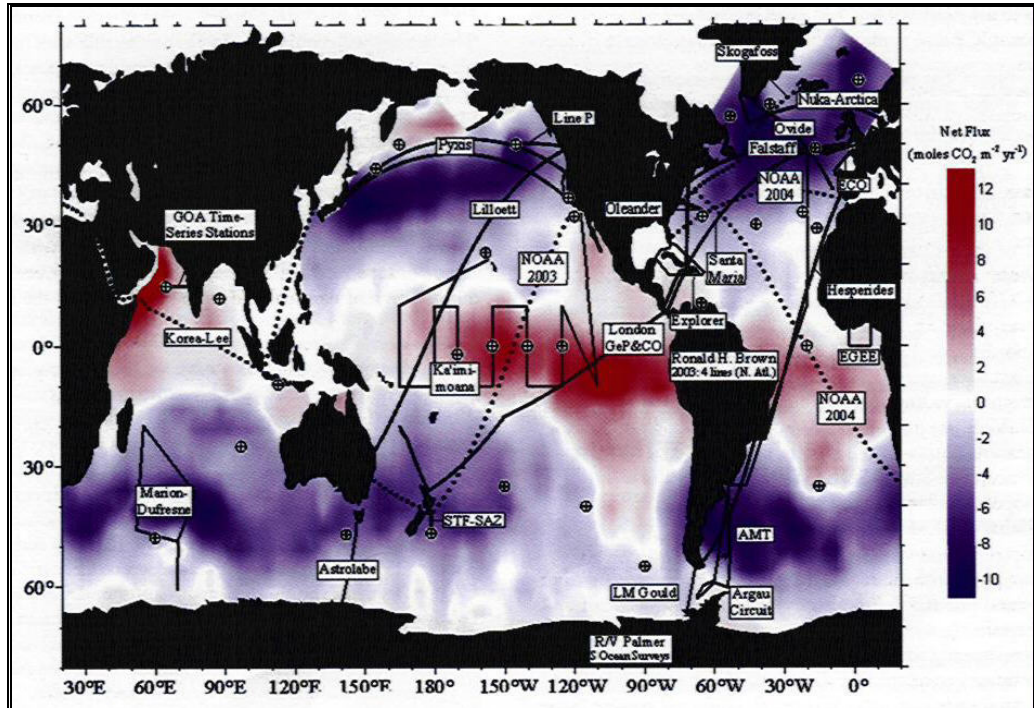 Skogafoss
Nuka-Arctica
60°
Line P
Ovide
Net Flux
(moles CO₂ m⁻² yr⁻¹)
Pyxis
Falstaff
NOAA
2004
ECO
12
10
8
6
4
2
0
-2
-4
-6
-8
-10
30°
GOA Time-
Series Stations
Lilloett
Oleander
NOAA
2003
Santa
Maria
Hesperides
Explorer
Korea-Lee
London
GeP&CO
0°
Ka'imi-
moana
Ronald H. Brown
2003: 4 lines (N. Atl.)
EGEE
NOAA
2004
30°
Marion-
Dufresne
STF-SAZ
AMT
Astrolabe
60°
LM Gould
Argau
Circuit
R/V Palmer
S Ocean Surveys
30°E
60°E
90°E
120°E
150°E
180°
150°W
120°W
90°W
60°W
30°W
0°